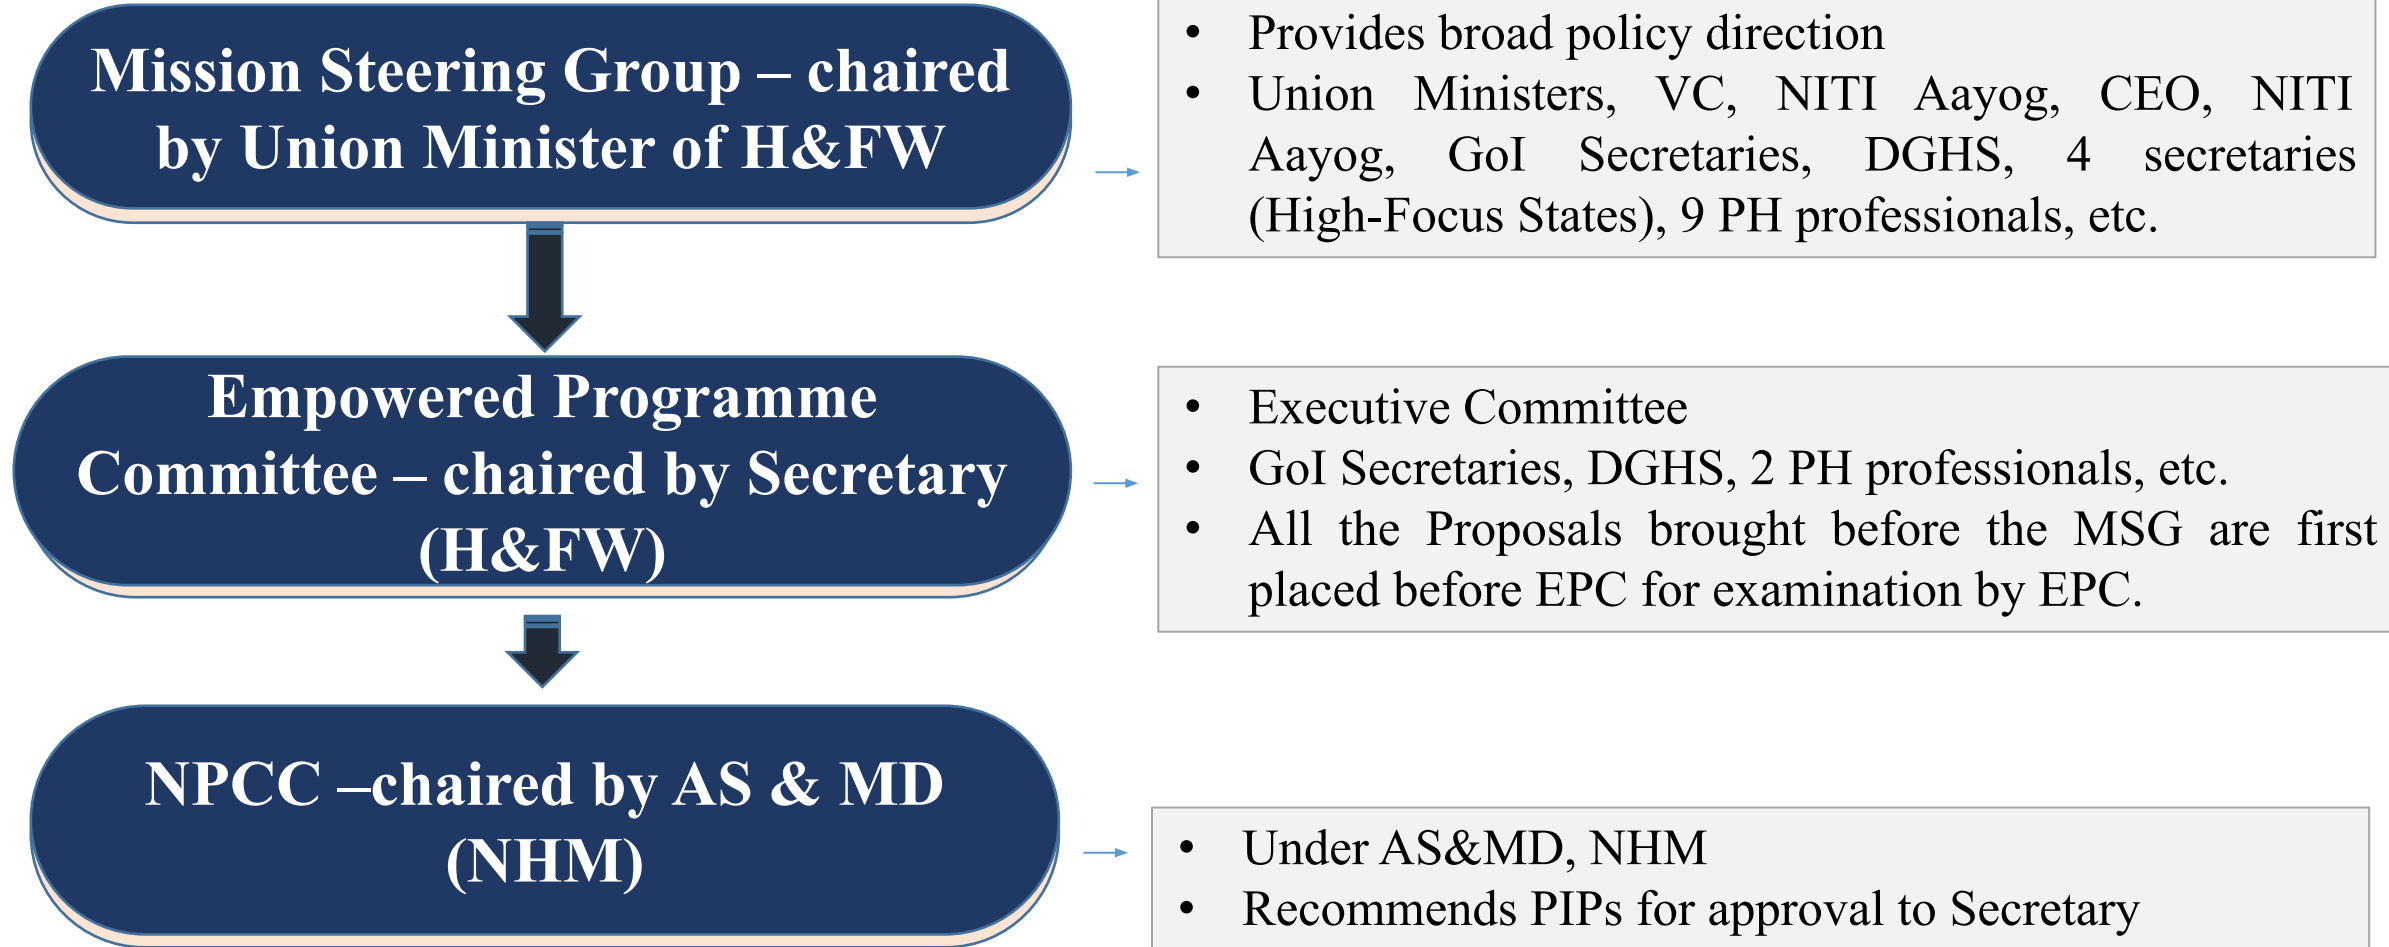 Mission Steering Group – chaired
by Union Minister of H&FW
• Provides broad policy direction
• Union Ministers, VC, NITI Aayog, CEO, NITI
Aayog, GoI Secretaries, DGHS, 4 secretaries
(High-Focus States), 9 PH professionals, etc.
Empowered Programme
Committee – chaired by Secretary
(H&FW)
• Executive Committee
• GoI Secretaries, DGHS, 2 PH professionals, etc.
• All the Proposals brought before the MSG are first
placed before EPC for examination by EPC.
NPCC –chaired by AS & MD
(NHM)
• Under AS&MD, NHM
• Recommends PIPs for approval to Secretary